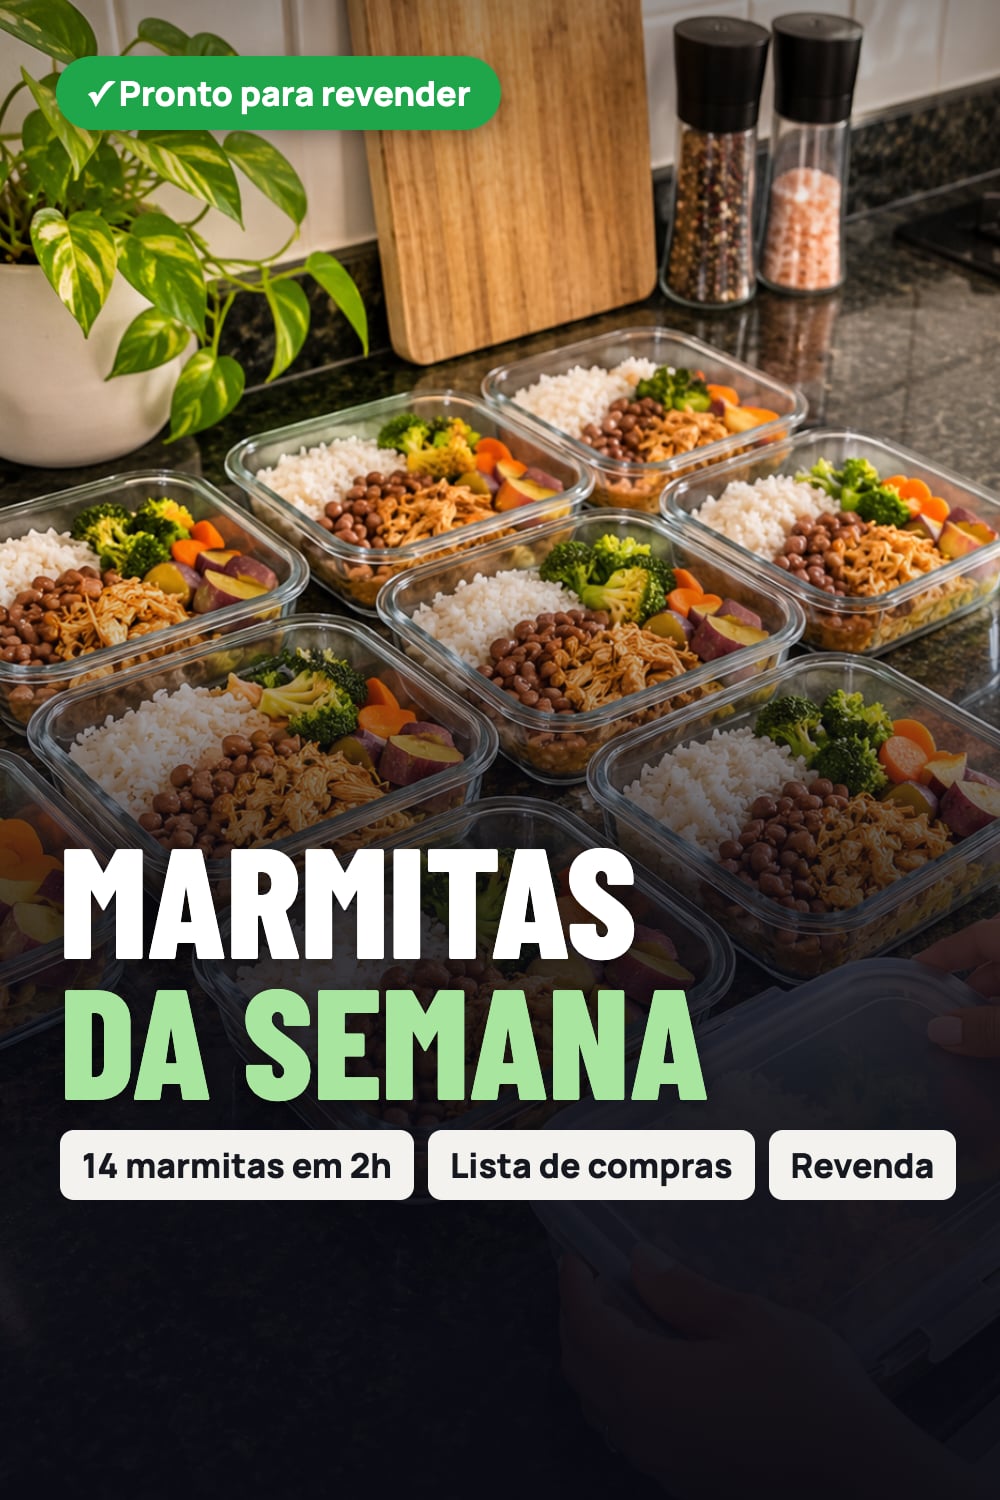 ✓Pronto para revender
MARMITAS
DA SEMANA
14 marmitas em 2h
Lista de compras
Revenda